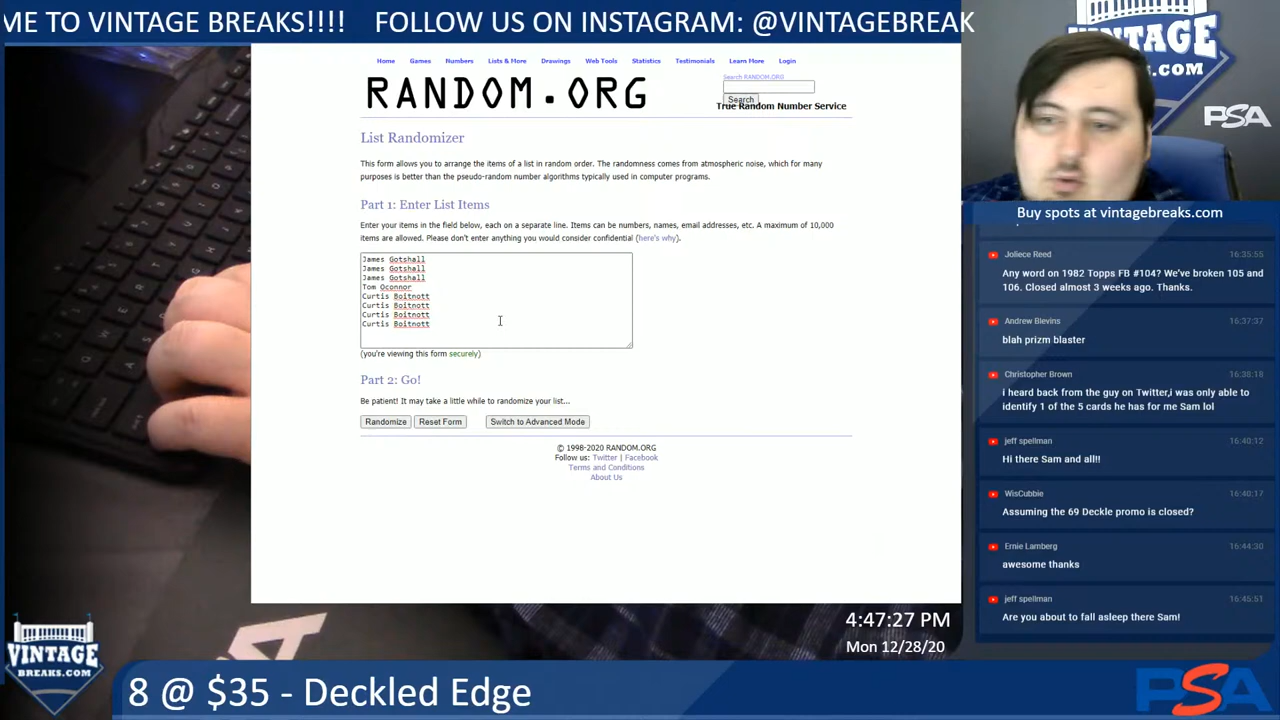 ME TO VINTAGE BREAKS!!!! FOLLOW US ON INSTAGRAM: @VINTAGEBREAK
Home Games Numbers Lists & More Drawings Web Tools Statistics Testimonials Learn More Login
RANDOM.ORG
Search RANDOM.ORG
Search
True Random Number Service
List Randomizer
This form allows you to arrange the items of a list in random order. The randomness comes from atmospheric noise, which for many
purposes is better than the pseudo-random number algorithms typically used in computer programs.
Part 1: Enter List Items
Enter your items in the field below, each on a separate line. Items can be numbers, names, email addresses, etc. A maximum of 10,000
items are allowed. Please don't enter anything you would consider confidential (here's why).
James Gotshall
James Gotshall
James Gotshall
Tom Oconnor
Curtis Boitnott
Curtis Boitnott
Curtis Boitnott
Curtis Boitnott
(you're viewing this form securely)
Part 2: Go!
Be patient! It may take a little while to randomize your list...
Randomize Reset Form Switch to Advanced Mode
© 1998-2020 RANDOM.ORG
Follow us: Twitter | Facebook
Terms and Conditions
About Us
VINTAGE
.COM
PSA
Buy spots at vintagebreaks.com
Joliece Reed 16:35:55
Any word on 1982 Topps FB #104? We've broken 105 and
106. Closed almost 3 weeks ago. Thanks.
Andrew Blevins 16:37:37
blah prizm blaster
Christopher Brown 16:38:18
i heard back from the guy on Twitter,i was only able to
identify 1 of the 5 cards he has for me Sam lol
jeff spellman 16:40:12
Hi there Sam and all!!
WisCubbie 16:40:17
Assuming the 69 Deckle promo is closed?
Ernie Lamberg 16:44:30
awesome thanks
jeff spellman 16:45:51
Are you about to fall asleep there Sam!
4:47:27 PM
Mon 12/28/20
VINTAGE
BREAKS.COM
8 @ $35 - Deckled Edge
PSA